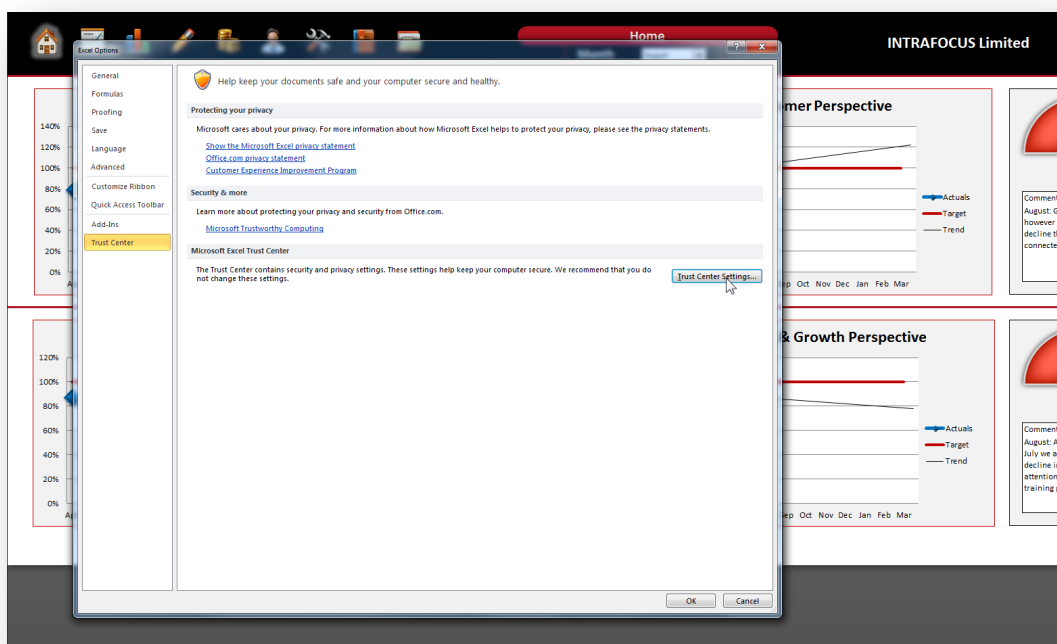 Home
INTRAFOCUS Limited
Excel Options
General
Formulas
Proofing
Save
Language
Advanced
Customize Ribbon
Quick Access Toolbar
Add-Ins
Trust Center
Help keep your documents safe and your computer secure and healthy.
Protecting your privacy
Microsoft cares about your privacy. For more information about how Microsoft Excel helps to protect your privacy, please see the privacy statements.
Show the Microsoft Excel privacy statement
Office.com privacy statement
Customer Experience Improvement Program
Security & more
Learn more about protecting your privacy and security from Office.com.
Microsoft Trustworthy Computing
Microsoft Excel Trust Center
The Trust Center contains security and privacy settings. These settings help keep your computer secure. We recommend that you do
not change these settings.
Trust Center Settings...
OK
Cancel
140%
120%
100%
80%
60%
40%
20%
0%
mer Perspective
Actuals
Target
Trend
ep Oct Nov Dec Jan Feb Mar
Comment
August: G
however
decline t
connecte
120%
100%
80%
60%
40%
20%
0%
& Growth Perspective
Actuals
Target
Trend
ep Oct Nov Dec Jan Feb Mar
Comment
August: A
July we a
decline i
attention
training